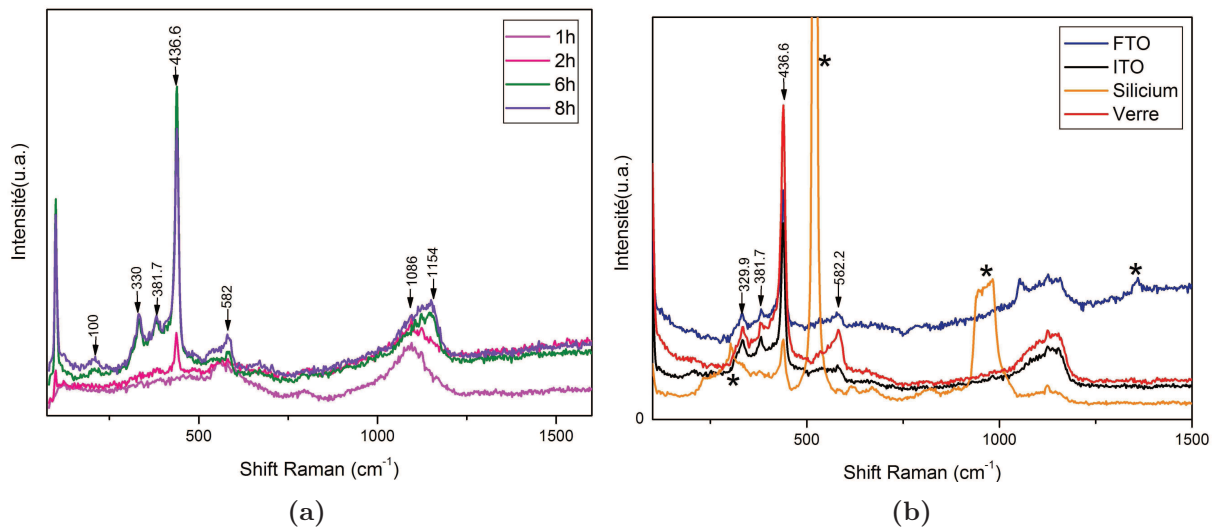 436.6
330
381.7
100
582
1086
1154
1h
2h
6h
8h
Intensité(u.a.)
500
1000
1500
Shift Raman (cm⁻¹)
(a)
436.6
329.9
381.7
582.2
*
*
*
*
FTO
ITO
Silicium
Verre
Intensité(u.a.)
0
500
1000
1500
Shift Raman (cm⁻¹)
(b)